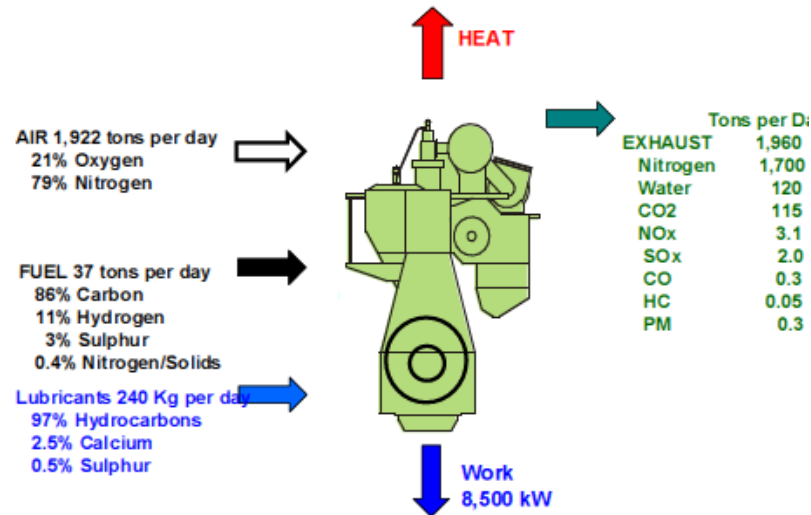 HEAT
AIR 1,922 tons per day
21% Oxygen
79% Nitrogen
FUEL 37 tons per day
86% Carbon
11% Hydrogen
3% Sulphur
0.4% Nitrogen/Solids
Lubricants 240 Kg per day
97% Hydrocarbons
2.5% Calcium
0.5% Sulphur
Tons per Da
EXHAUST 1,960
Nitrogen 1,700
Water 120
CO2 115
NOx 3.1
SOx 2.0
CO 0.3
HC 0.05
PM 0.3
Work
8,500 kW